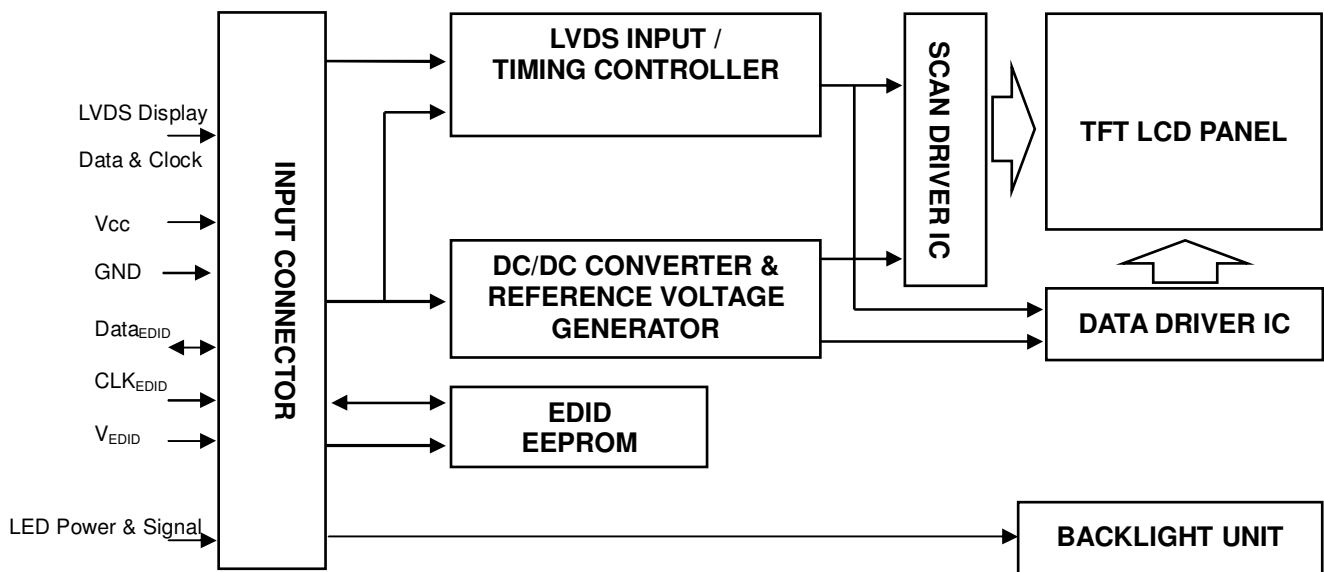 LVDS Display
Data & Clock
Vcc
GND
DataEDID
CLKEDID
VEDID
LED Power & Signal
INPUT CONNECTOR
LVDS INPUT /
TIMING CONTROLLER
DC/DC CONVERTER &
REFERENCE VOLTAGE
GENERATOR
EDID
EEPROM
SCAN DRIVER IC
TFT LCD PANEL
DATA DRIVER IC
BACKLIGHT UNIT